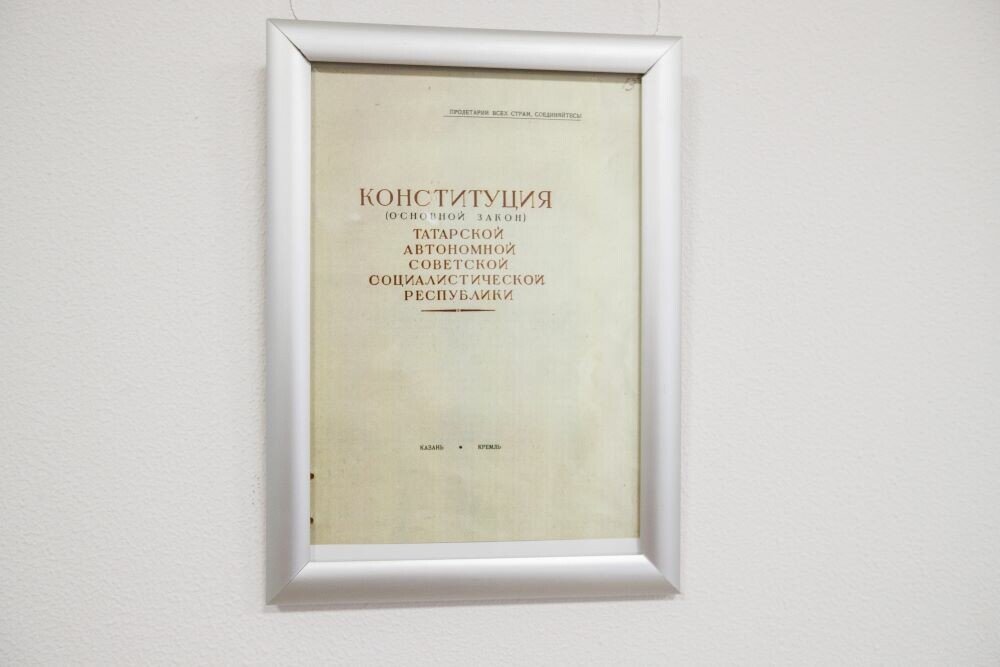 ПРОЛЕТАРИИ ВСЕХ СТРАН, СОЕДИНЯЙТЕСЬ!
КОНСТИТУЦИЯ
(ОСНОВНОЙ ЗАКОН)
ТАТАРСКОЙ
АВТОНОМНОЙ
СОВЕТСКОЙ
СОЦИАЛИСТИЧЕСКОЙ
РЕСПУБЛИКИ
КАЗАНЬ • КРЕМЛЬ